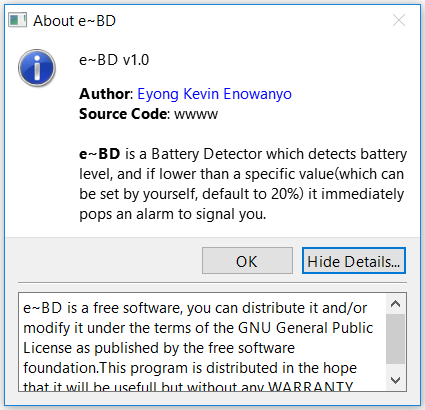 About e~BD
e~BD v1.0
Author: Eyong Kevin Enowanyo
Source Code: wwww
e~BD is a Battery Detector which detects battery
level, and if lower than a specific value(which can
be set by yourself, default to 20%) it immediately
pops an alarm to signal you.
OK
Hide Details...
e~BD is a free software, you can distribute it and/or
modify it under the terms of the GNU General Public
License as published by the free software
foundation.This program is distributed in the hope
that it will be usefull but without any WARRANTY